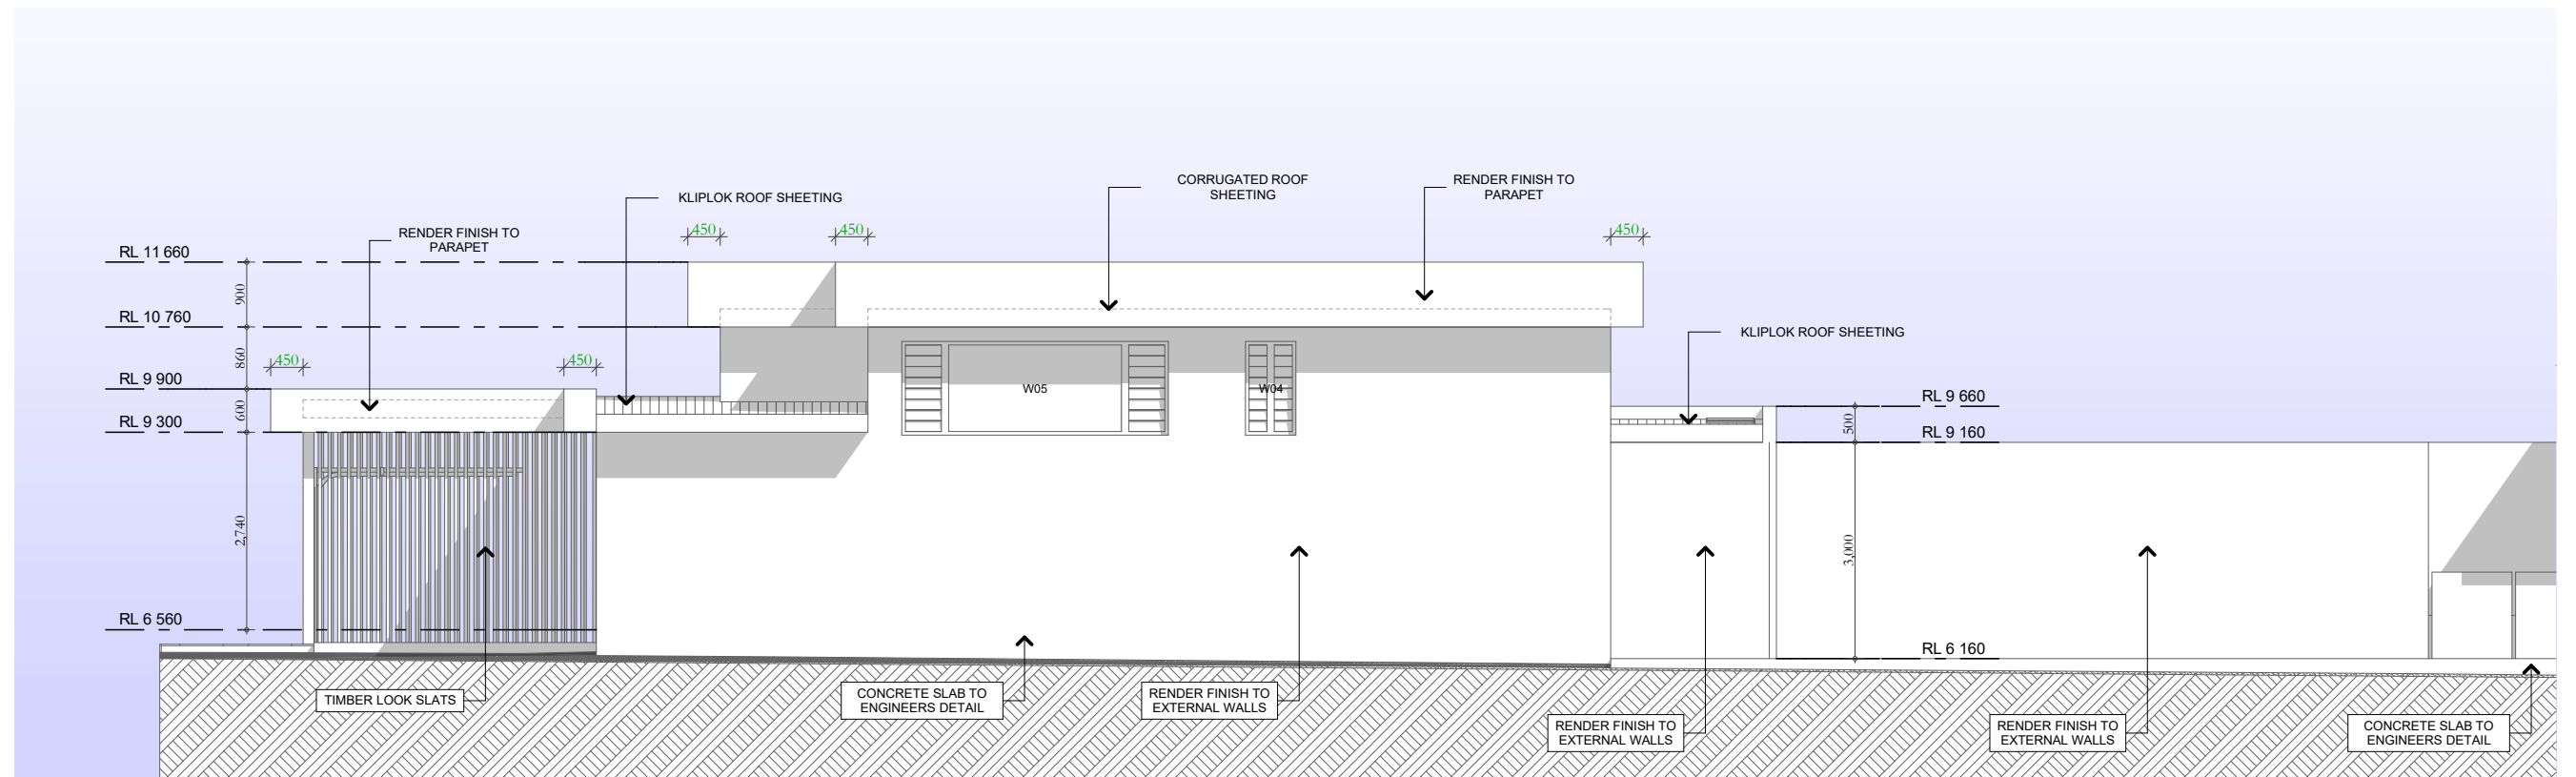 CORRUGATED ROOF
SHEETING
RENDER FINISH TO
PARAPET
KLIPLOK ROOF SHEETING
RENDER FINISH TO
PARAPET
450
450
450
RL 11 660
900
RL 10 760
KLIPLOK ROOF SHEETING
860
450
450
RL 9 900
W05
W04
RL 9 660
600
500
RL 9 300
RL 9 160
2,740
3,000
RL 6 560
RL 6 160
TIMBER LOOK SLATS
CONCRETE SLAB TO
ENGINEERS DETAIL
RENDER FINISH TO
EXTERNAL WALLS
RENDER FINISH TO
EXTERNAL WALLS
RENDER FINISH TO
EXTERNAL WALLS
CONCRETE SLAB TO
ENGINEERS DETAIL